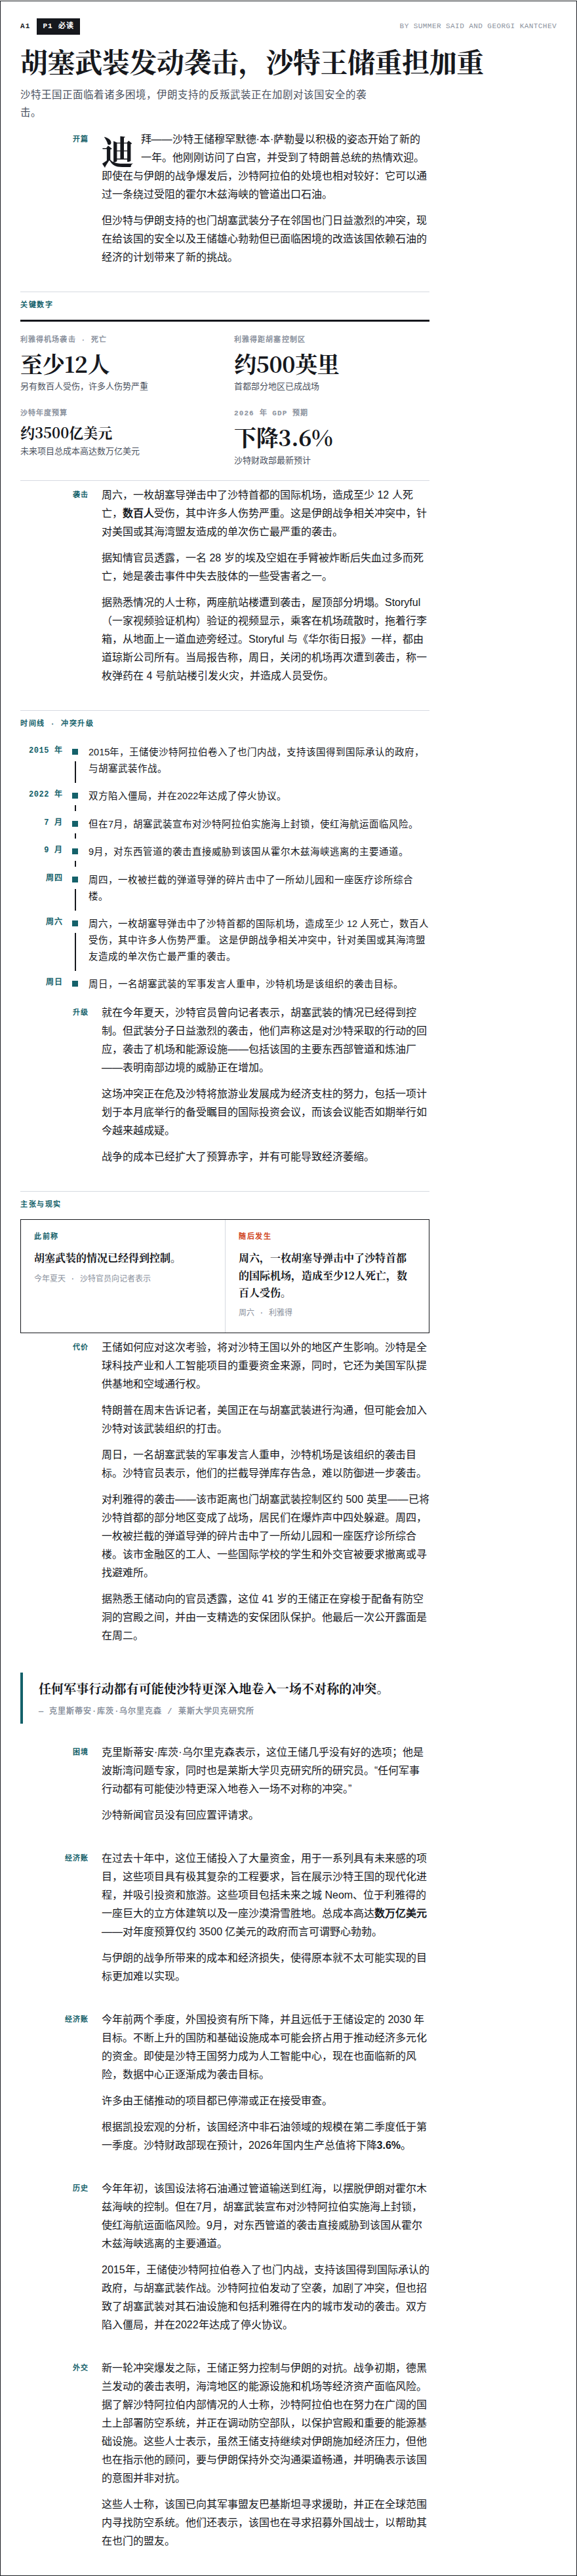 A1 P1 必读
BY SUMMER SAID AND GEORGI KANTCHEV
胡塞武装发动袭击，沙特王储重担加重
沙特王国正面临着诸多困境，伊朗支持的反叛武装正在加剧对该国安全的袭
击。
开篇
迪拜——沙特王储穆罕默德·本·萨勒曼以积极的姿态开始了新的
一年。他刚刚访问了白宫，并受到了特朗普总统的热情欢迎。
即使在与伊朗的战争爆发后，沙特阿拉伯的处境也相对较好：它可以通
过一条绕过受阻的霍尔木兹海峡的管道出口石油。
但沙特与伊朗支持的也门胡塞武装分子在邻国也门日益激烈的冲突，现
在给该国的安全以及王储雄心勃勃但已面临困境的改造该国依赖石油的
经济的计划带来了新的挑战。
关键数字
利雅得机场袭击 · 死亡
至少12人
另有数百人受伤，许多人伤势严重
利雅得距胡塞控制区
约500英里
首都部分地区已成战场
沙特年度预算
约3500亿美元
未来项目总成本高达数万亿美元
2026 年 GDP 预期
下降3.6%
沙特财政部最新预计
袭击
周六，一枚胡塞导弹击中了沙特首都的国际机场，造成至少 12 人死
亡，数百人受伤，其中许多人伤势严重。这是伊朗战争相关冲突中，针
对美国或其海湾盟友造成的单次伤亡最严重的袭击。
据知情官员透露，一名 28 岁的埃及空姐在手臂被炸断后失血过多而死
亡，她是袭击事件中失去肢体的一些受害者之一。
据熟悉情况的人士称，两座航站楼遭到袭击，屋顶部分坍塌。Storyful
（一家视频验证机构）验证的视频显示，乘客在机场疏散时，拖着行李
箱，从地面上一道血迹旁经过。Storyful 与《华尔街日报》一样，都由
道琼斯公司所有。当局报告称，周日，关闭的机场再次遭到袭击，称一
枚弹药在 4 号航站楼引发火灾，并造成人员受伤。
时间线 · 冲突升级
2015 年
2015年，王储使沙特阿拉伯卷入了也门内战，支持该国得到国际承认的政府，
与胡塞武装作战。
2022 年
双方陷入僵局，并在2022年达成了停火协议。
7 月
但在7月，胡塞武装宣布对沙特阿拉伯实施海上封锁，使红海航运面临风险。
9 月
9月，对东西管道的袭击直接威胁到该国从霍尔木兹海峡逃离的主要通道。
周四
周四，一枚被拦截的弹道导弹的碎片击中了一所幼儿园和一座医疗诊所综合
楼。
周六
周六，一枚胡塞导弹击中了沙特首都的国际机场，造成至少 12 人死亡，数百人
受伤，其中许多人伤势严重。 这是伊朗战争相关冲突中，针对美国或其海湾盟
友造成的单次伤亡最严重的袭击。
周日
周日，一名胡塞武装的军事发言人重申，沙特机场是该组织的袭击目标。
升级
就在今年夏天，沙特官员曾向记者表示，胡塞武装的情况已经得到控
制。但武装分子日益激烈的袭击，他们声称这是对沙特采取的行动的回
应，袭击了机场和能源设施——包括该国的主要东西部管道和炼油厂
——表明南部边境的威胁正在增加。
这场冲突正在危及沙特将旅游业发展成为经济支柱的努力，包括一项计
划于本月底举行的备受瞩目的国际投资会议，而该会议能否如期举行如
今越来越成疑。
战争的成本已经扩大了预算赤字，并有可能导致经济萎缩。
主张与现实
此前称
胡塞武装的情况已经得到控制。
今年夏天 · 沙特官员向记者表示
随后发生
周六，一枚胡塞导弹击中了沙特首都
的国际机场，造成至少12人死亡，数
百人受伤。
周六 · 利雅得
代价
王储如何应对这次考验，将对沙特王国以外的地区产生影响。沙特是全
球科技产业和人工智能项目的重要资金来源，同时，它还为美国军队提
供基地和空域通行权。
特朗普在周末告诉记者，美国正在与胡塞武装进行沟通，但可能会加入
沙特对该武装组织的打击。
周日，一名胡塞武装的军事发言人重申，沙特机场是该组织的袭击目
标。沙特官员表示，他们的拦截导弹库存告急，难以防御进一步袭击。
对利雅得的袭击——该市距离也门胡塞武装控制区约 500 英里——已将
沙特首都的部分地区变成了战场，居民们在爆炸声中四处躲避。周四，
一枚被拦截的弹道导弹的碎片击中了一所幼儿园和一座医疗诊所综合
楼。该市金融区的工人、一些国际学校的学生和外交官被要求撤离或寻
找避难所。
据熟悉王储动向的官员透露，这位 41 岁的王储正在穿梭于配备有防空
洞的宫殿之间，并由一支精选的安保团队保护。他最后一次公开露面是
在周二。
任何军事行动都有可能使沙特更深入地卷入一场不对称的冲突。
— 克里斯蒂安·库茨·乌尔里克森 / 莱斯大学贝克研究所
困境
克里斯蒂安·库茨·乌尔里克森表示，这位王储几乎没有好的选项；他是
波斯湾问题专家，同时也是莱斯大学贝克研究所的研究员。“任何军事
行动都有可能使沙特更深入地卷入一场不对称的冲突。”
沙特新闻官员没有回应置评请求。
经济账
在过去十年中，这位王储投入了大量资金，用于一系列具有未来感的项
目，这些项目具有极其复杂的工程要求，旨在展示沙特王国的现代化进
程，并吸引投资和旅游。这些项目包括未来之城 Neom、位于利雅得的
一座巨大的立方体建筑以及一座沙漠滑雪胜地。总成本高达数万亿美元
——对年度预算仅约 3500 亿美元的政府而言可谓野心勃勃。
与伊朗的战争所带来的成本和经济损失，使得原本就不太可能实现的目
标更加难以实现。
经济账
今年前两个季度，外国投资有所下降，并且远低于王储设定的 2030 年
目标。不断上升的国防和基础设施成本可能会挤占用于推动经济多元化
的资金。即使是沙特王国努力成为人工智能中心，现在也面临新的风
险，数据中心正逐渐成为袭击目标。
许多由王储推动的项目都已停滞或正在接受审查。
根据凯投宏观的分析，该国经济中非石油领域的规模在第二季度低于第
一季度。沙特财政部现在预计，2026年国内生产总值将下降3.6%。
历史
今年年初，该国设法将石油通过管道输送到红海，以摆脱伊朗对霍尔木
兹海峡的控制。但在7月，胡塞武装宣布对沙特阿拉伯实施海上封锁，
使红海航运面临风险。9月，对东西管道的袭击直接威胁到该国从霍尔
木兹海峡逃离的主要通道。
2015年，王储使沙特阿拉伯卷入了也门内战，支持该国得到国际承认的
政府，与胡塞武装作战。沙特阿拉伯发动了空袭，加剧了冲突，但也招
致了胡塞武装对其石油设施和包括利雅得在内的城市发动的袭击。双方
陷入僵局，并在2022年达成了停火协议。
外交
新一轮冲突爆发之际，王储正努力控制与伊朗的对抗。战争初期，德黑
兰发动的袭击表明，海湾地区的能源设施和机场等经济资产面临风险。
据了解沙特阿拉伯内部情况的人士称，沙特阿拉伯也在努力在广阔的国
土上部署防空系统，并正在调动防空部队，以保护宫殿和重要的能源基
础设施。这些人士表示，虽然王储支持继续对伊朗施加经济压力，但他
也在指示他的顾问，要与伊朗保持外交沟通渠道畅通，并明确表示该国
的意图并非对抗。
这些人士称，该国已向其军事盟友巴基斯坦寻求援助，并正在全球范围
内寻找防空系统。他们还表示，该国也在寻求招募外国战士，以帮助其
在也门的盟友。